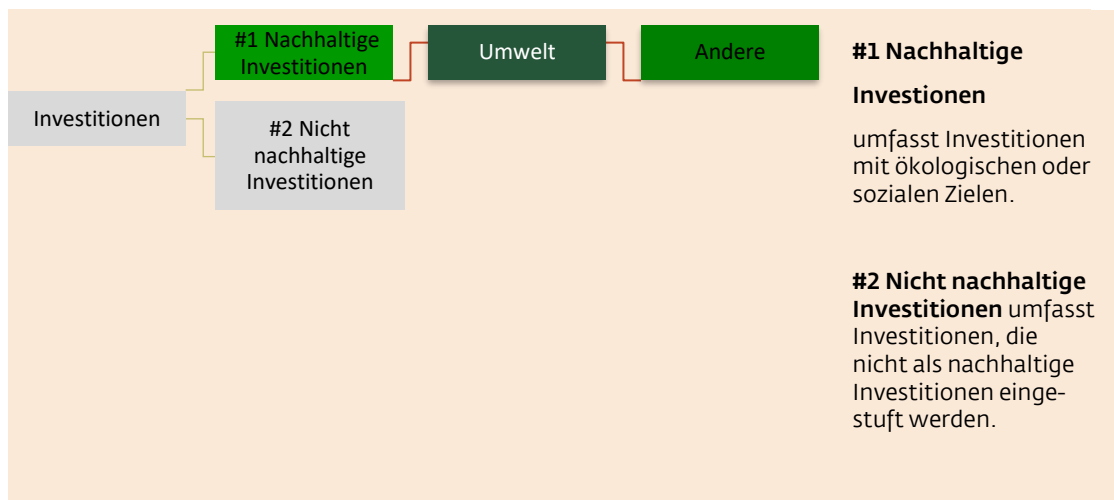 Investitionen
#1 Nachhaltige
Investitionen
#2 Nicht
nachhaltige
Investitionen
Umwelt
Andere
#1 Nachhaltige
Investionen
umfasst Investitionen
mit ökologischen oder
sozialen Zielen.
#2 Nicht nachhaltige
Investitionen umfasst
Investitionen, die
nicht als nachhaltige
Investitionen einge-
stuft werden.